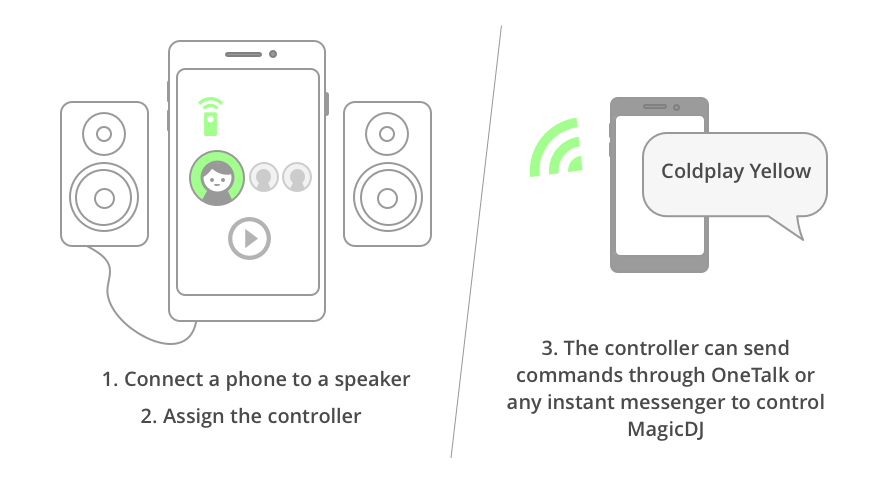 Coldplay Yellow
1. Connect a phone to a speaker
2. Assign the controller
3. The controller can send
commands through OneTalk or
any instant messenger to control
MagicDJ